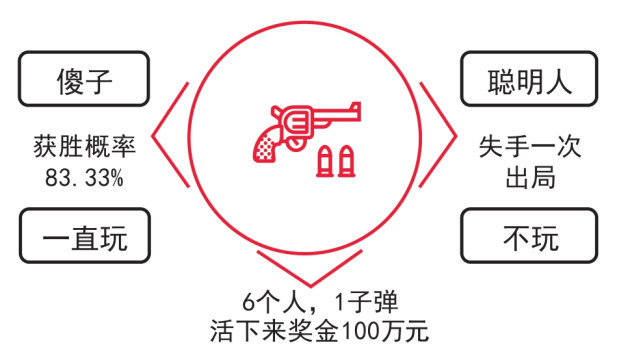 傻子
聪明人
获胜概率
83.33%
失手一次
出局
一直玩
不玩
6个人，1子弹
活下来奖金100万元